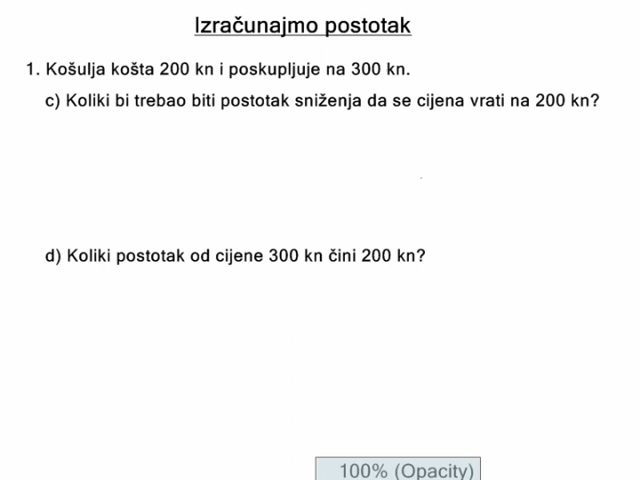 Izračunajmo postotak
1. Košulja košta 200 kn i poskupljuje na 300 kn.
c) Koliki bi trebao biti postotak sniženja da se cijena vrati na 200 kn?
d) Koliki postotak od cijene 300 kn čini 200 kn?
100% (Opacity)